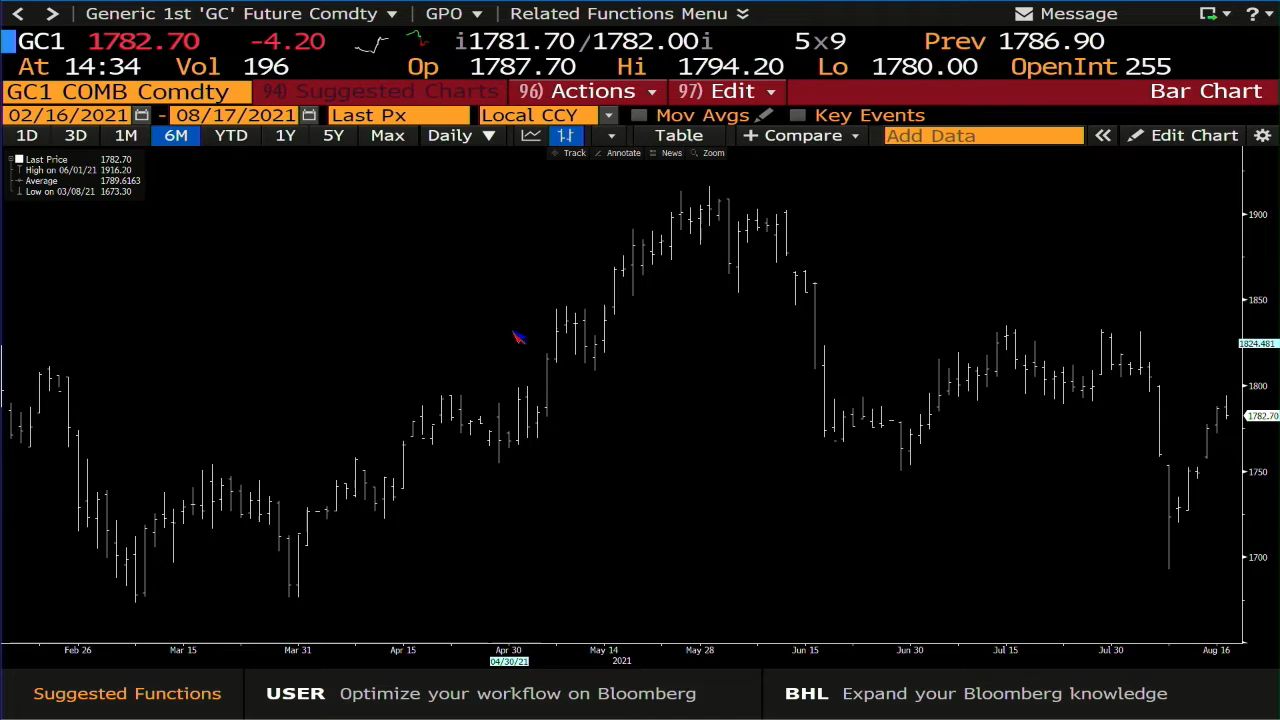 Generic 1st 'GC' Future Comdty GPO Related Functions Menu Message ?
GC1 1782.70 -4.20 i1781.70/1782.00i 5x9 Prev 1786.90
At 14:34 Vol 196 Op 1787.70 Hi 1794.20 Lo 1780.00 OpenInt 255
GC1 COMB Comdty 94) Suggested Charts 96) Actions 97) Edit Bar Chart
02/16/2021 - 08/17/2021 Last Px Local CCY Mov Avgs Key Events
1D 3D 1M 6M YTD 1Y 5Y Max Daily Table + Compare Add Data « Edit Chart
Track Annotate News Zoom
Last Price 1782.70
High on 06/01/21 1916.20
Average 1789.6163
Low on 03/08/21 1673.30
1900
1850
1824.481
1800
1782.70
1750
1700
Feb 26 Mar 15 Mar 31 Apr 15 Apr 30 May 14 May 28 Jun 15 Jun 30 Jul 15 Jul 30 Aug 16
04/30/21 2021
Suggested Functions USER Optimize your workflow on Bloomberg BHL Expand your Bloomberg knowledge